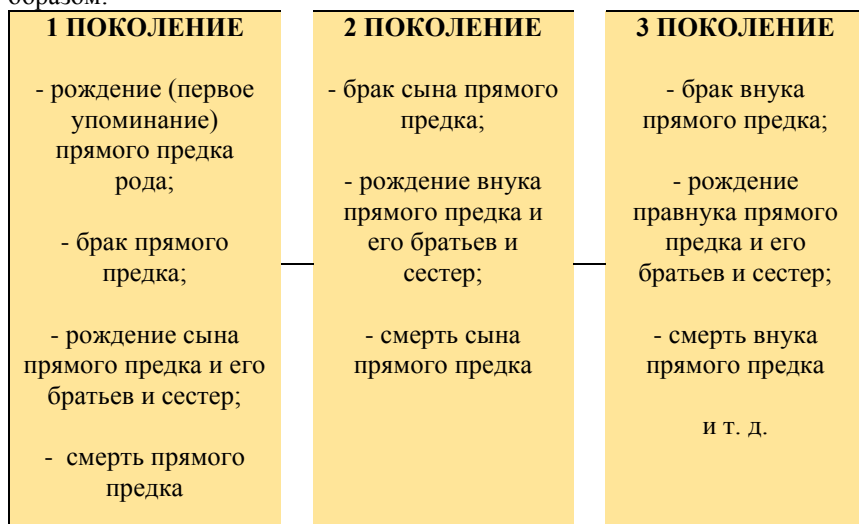 образом:
1 ПОКОЛЕНИЕ
- рождение (первое
упоминание)
прямого предка
рода;
- брак прямого
предка;
- рождение сына
прямого предка и его
братьев и сестер;
- смерть прямого
предка
2 ПОКОЛЕНИЕ
- брак сына прямого
предка;
- рождение внука
прямого предка и
его братьев и
сестер;
- смерть сына
прямого предка
3 ПОКОЛЕНИЕ
- брак внука
прямого предка;
- рождение
правнука прямого
предка и его
братьев и сестер;
- смерть внука
прямого предка
и т. д.